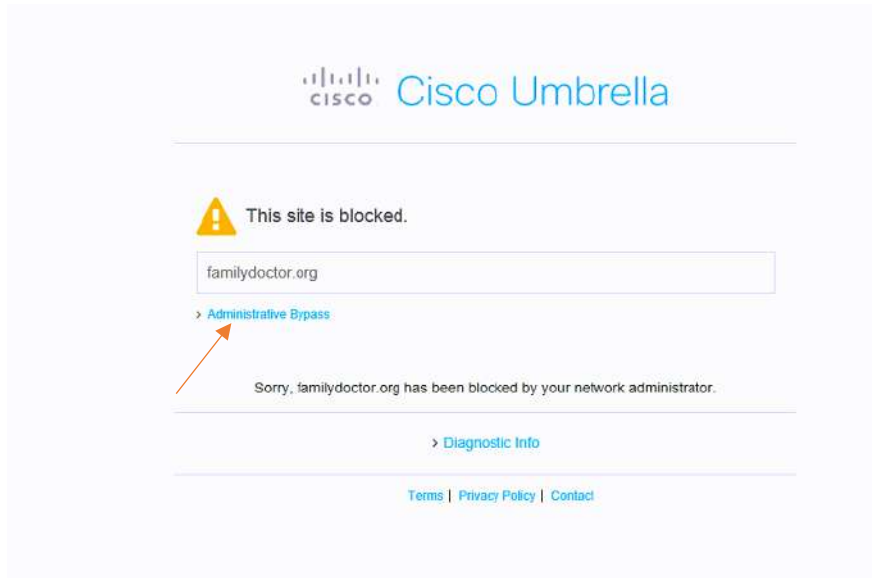 cisco Cisco Umbrella
This site is blocked.
familydoctor.org
> Administrative Bypass
Sorry, familydoctor.org has been blocked by your network administrator.
> Diagnostic Info
Terms | Privacy Policy | Contact